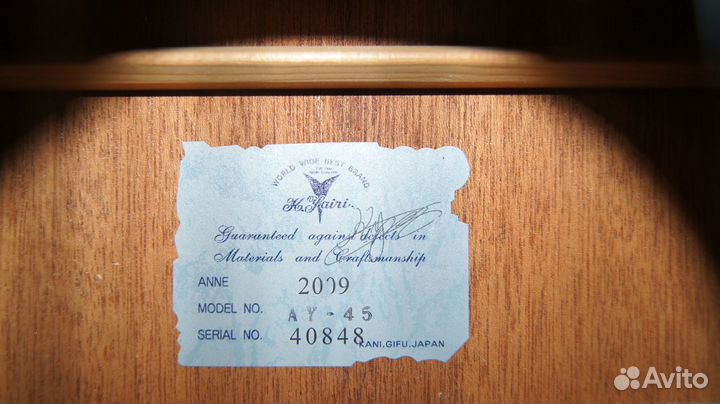 WORLD WIDE BEST BRAND
K. Yairi
Guaranteed against defects in
Materials and Craftmanship
ANNE 2009
MODEL NO. AY-45
SERIAL NO. 40848
KANI, GIFU, JAPAN
Avito